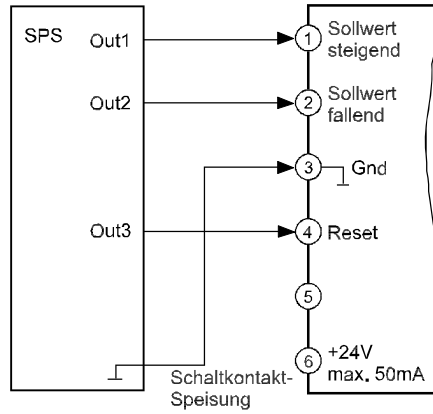 SPS
Out1
1
Sollwert
steigend
Out2
2
Sollwert
fallend
3
Gnd
Out3
4
Reset
5
6
+24V
max. 50mA
Schaltkontakt-
Speisung